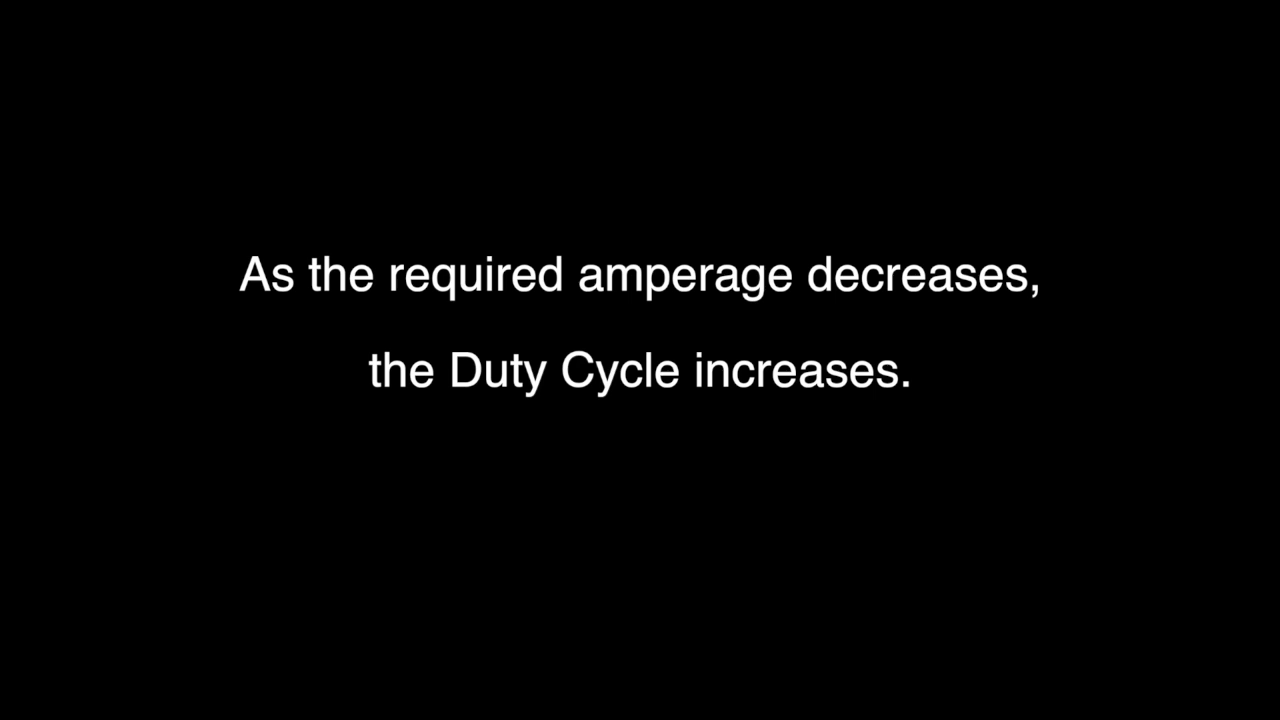 As the required amperage decreases,
the Duty Cycle increases.